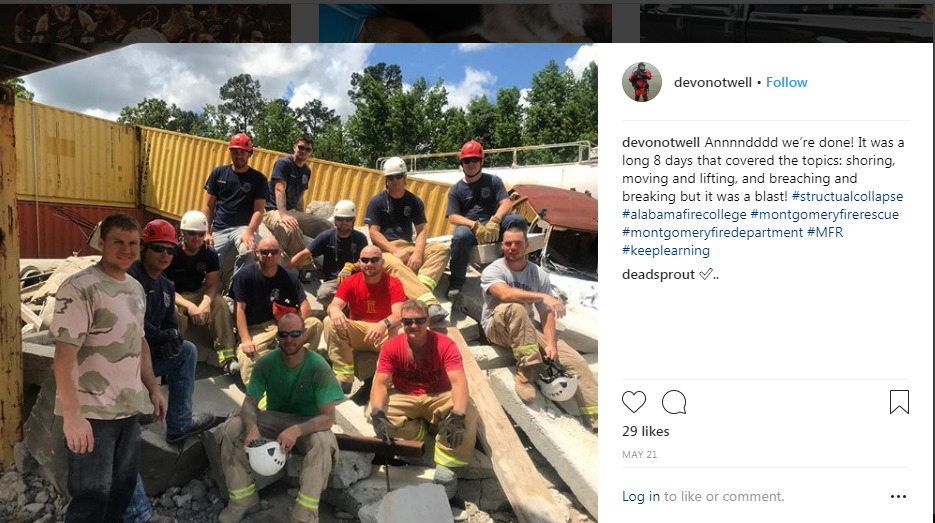 devonotwell • Follow
devonotwell Annnndddd we're done! It was a
long 8 days that covered the topics: shoring,
moving and lifting, and breaching and
breaking but it was a blast! #structualcollapse
#alabamafirecollege #montgomeryfirerescue
#montgomeryfiredepartment #MFR
#keeplearning
deadsprout ✅..
29 likes
MAY 21
Log in to like or comment.